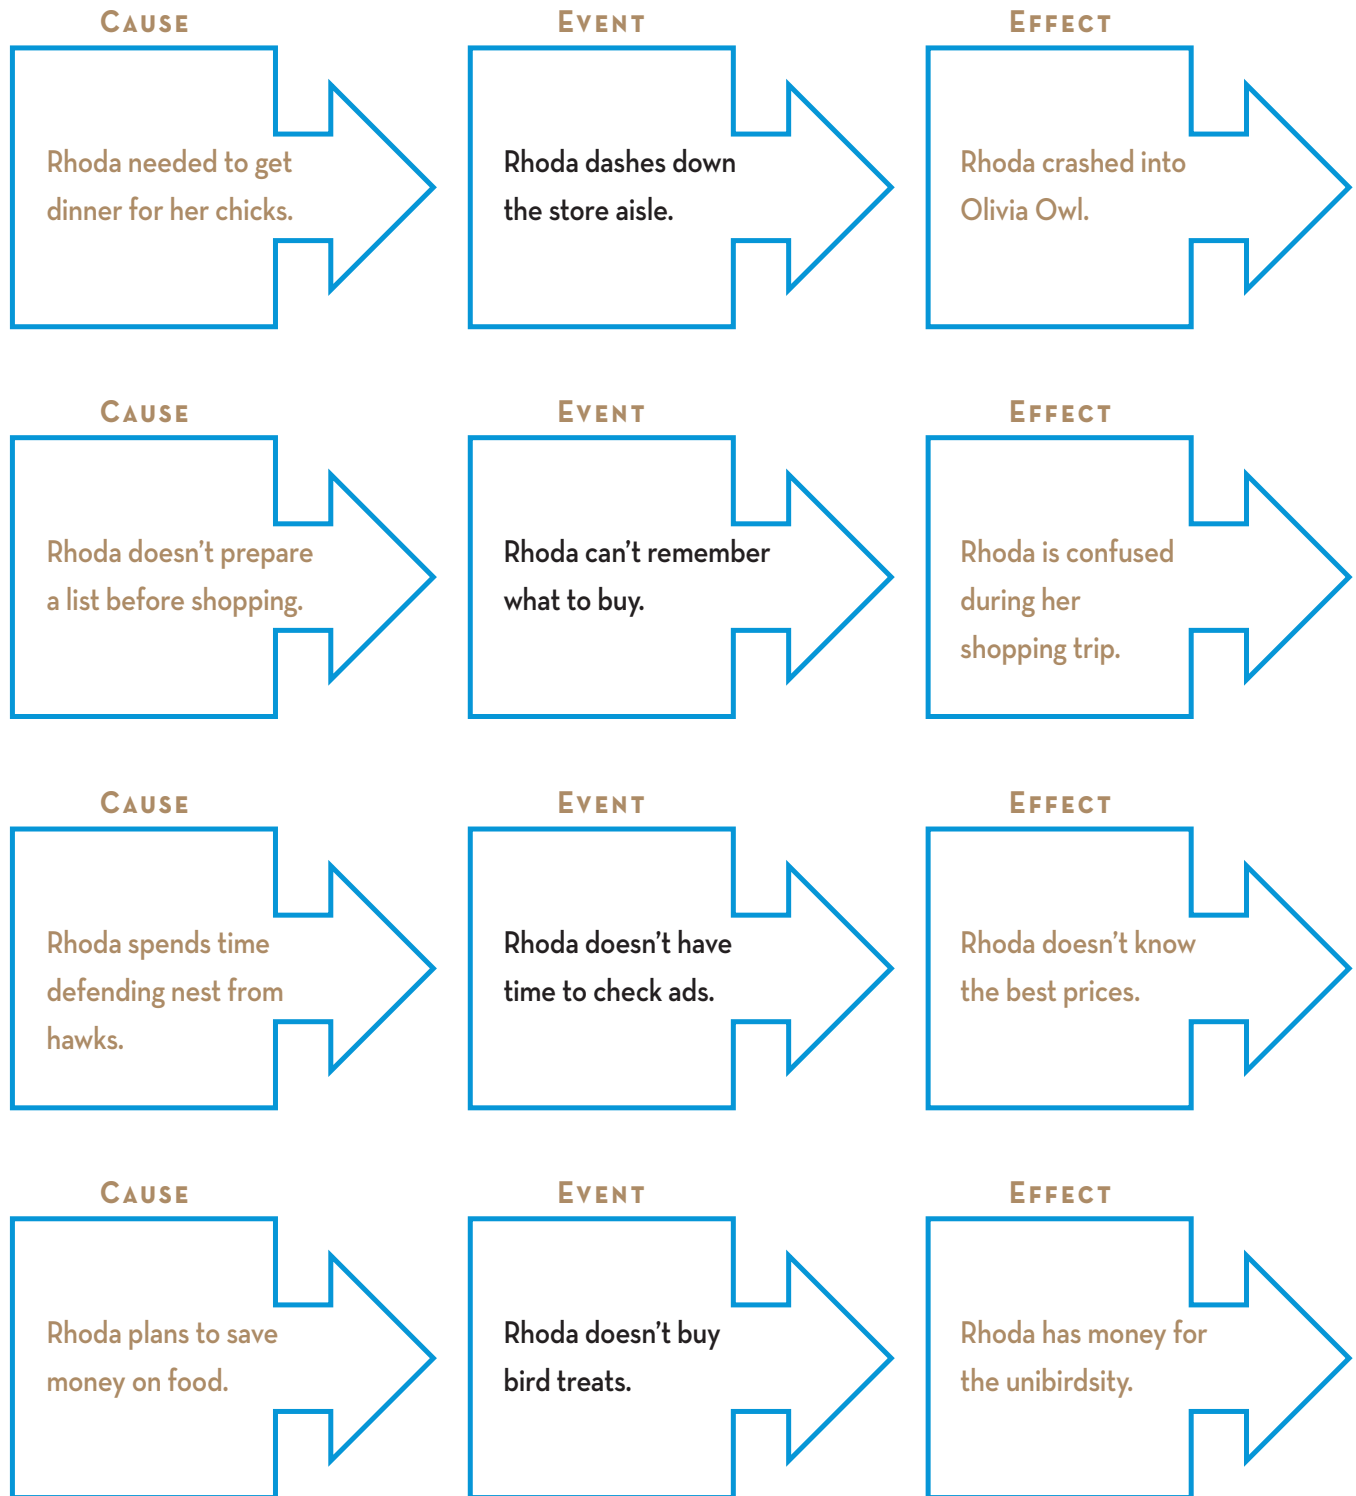 CAUSE
EVENT
EFFECT
Rhoda needed to get
dinner for her chicks.
Rhoda dashes down
the store aisle.
Rhoda crashed into
Olivia Owl.
CAUSE
EVENT
EFFECT
Rhoda doesn’t prepare
a list before shopping.
Rhoda can’t remember
what to buy.
Rhoda is confused
during her
shopping trip.
CAUSE
EVENT
EFFECT
Rhoda spends time
defending nest from
hawks.
Rhoda doesn’t have
time to check ads.
Rhoda doesn’t know
the best prices.
CAUSE
EVENT
EFFECT
Rhoda plans to save
money on food.
Rhoda doesn’t buy
bird treats.
Rhoda has money for
the unibirdsity.